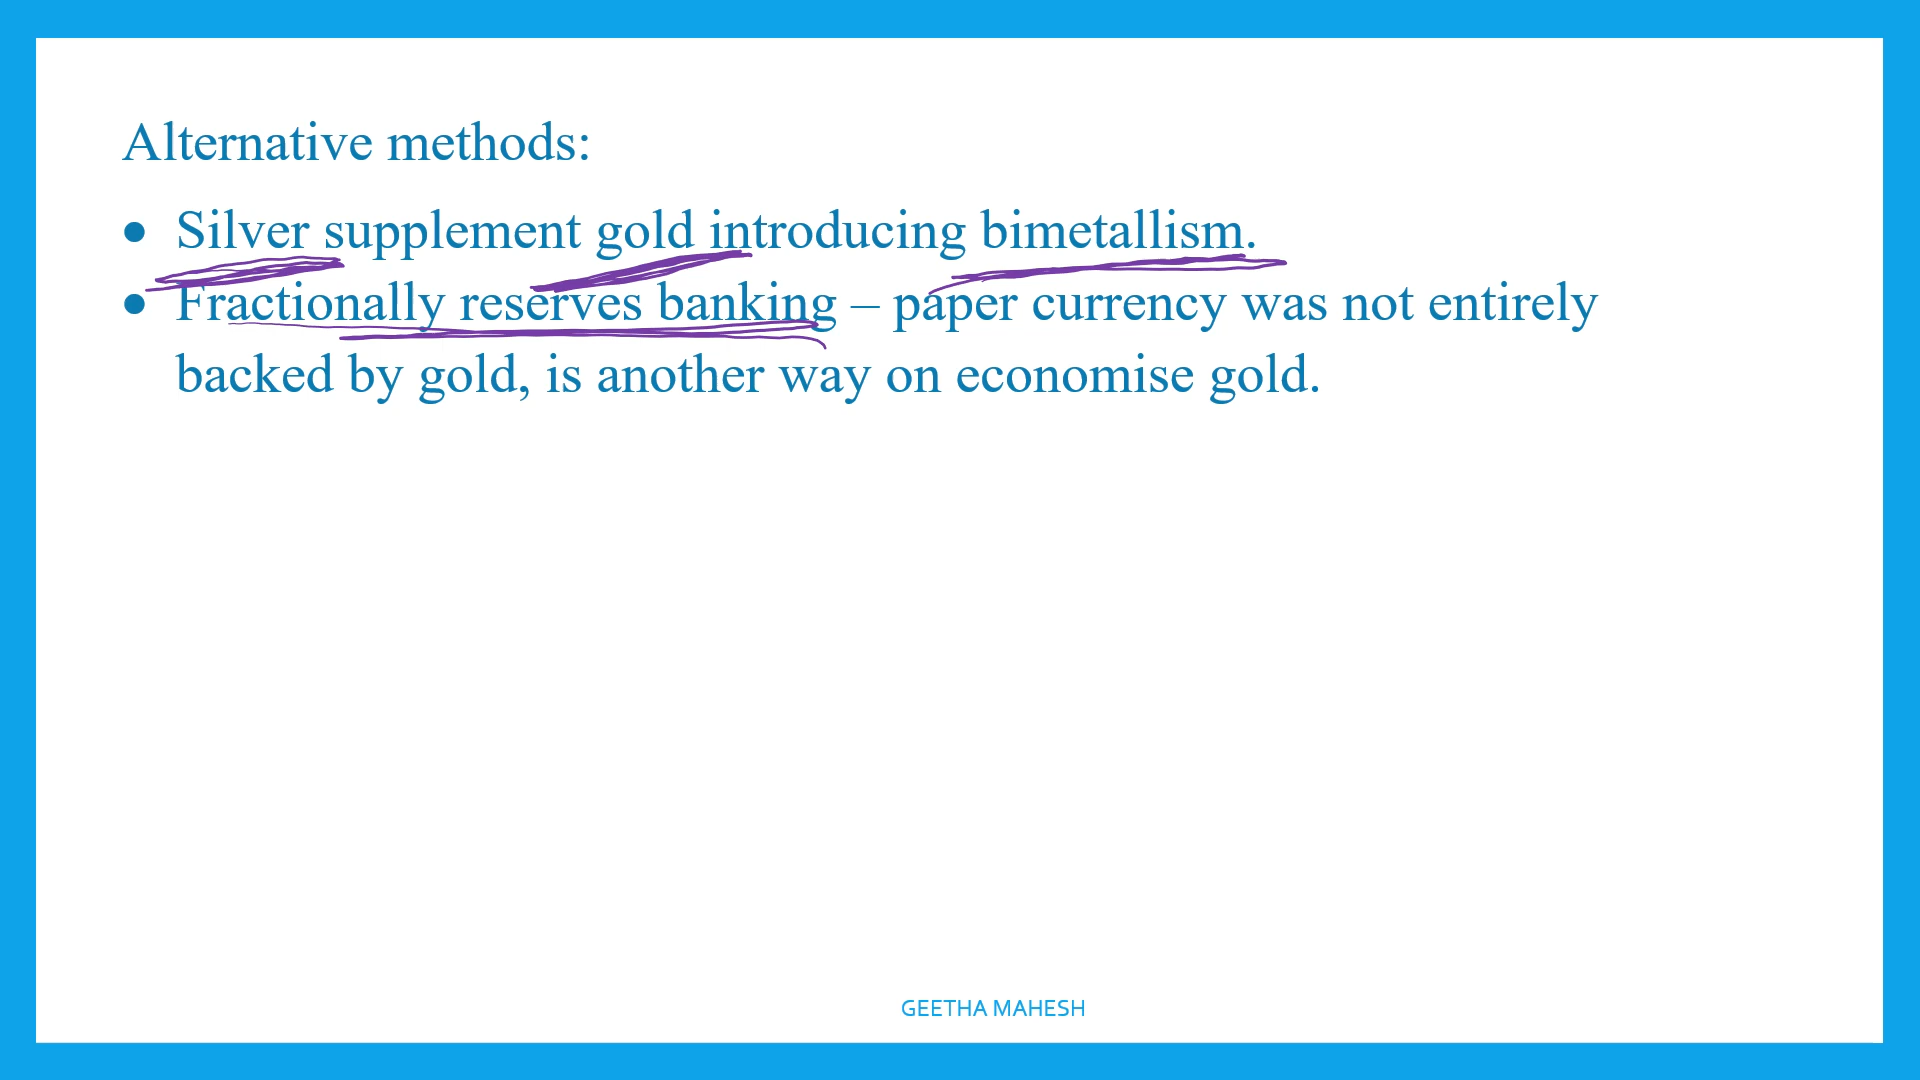 Alternative methods:
• Silver supplement gold introducing bimetallism.
• Fractionally reserves banking – paper currency was not entirely
backed by gold, is another way on economise gold.
GEETHA MAHESH